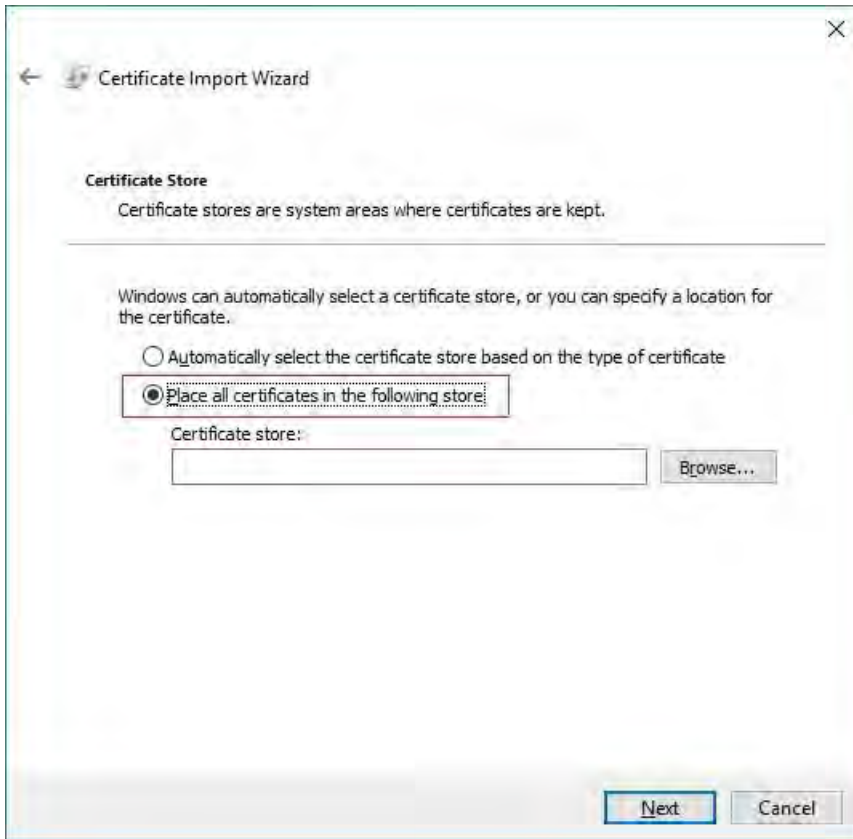 Certificate Import Wizard
Certificate Store
Certificate stores are system areas where certificates are kept.
Windows can automatically select a certificate store, or you can specify a location for
the certificate.
Automatically select the certificate store based on the type of certificate
Place all certificates in the following store
Certificate store:
Browse...
Next
Cancel